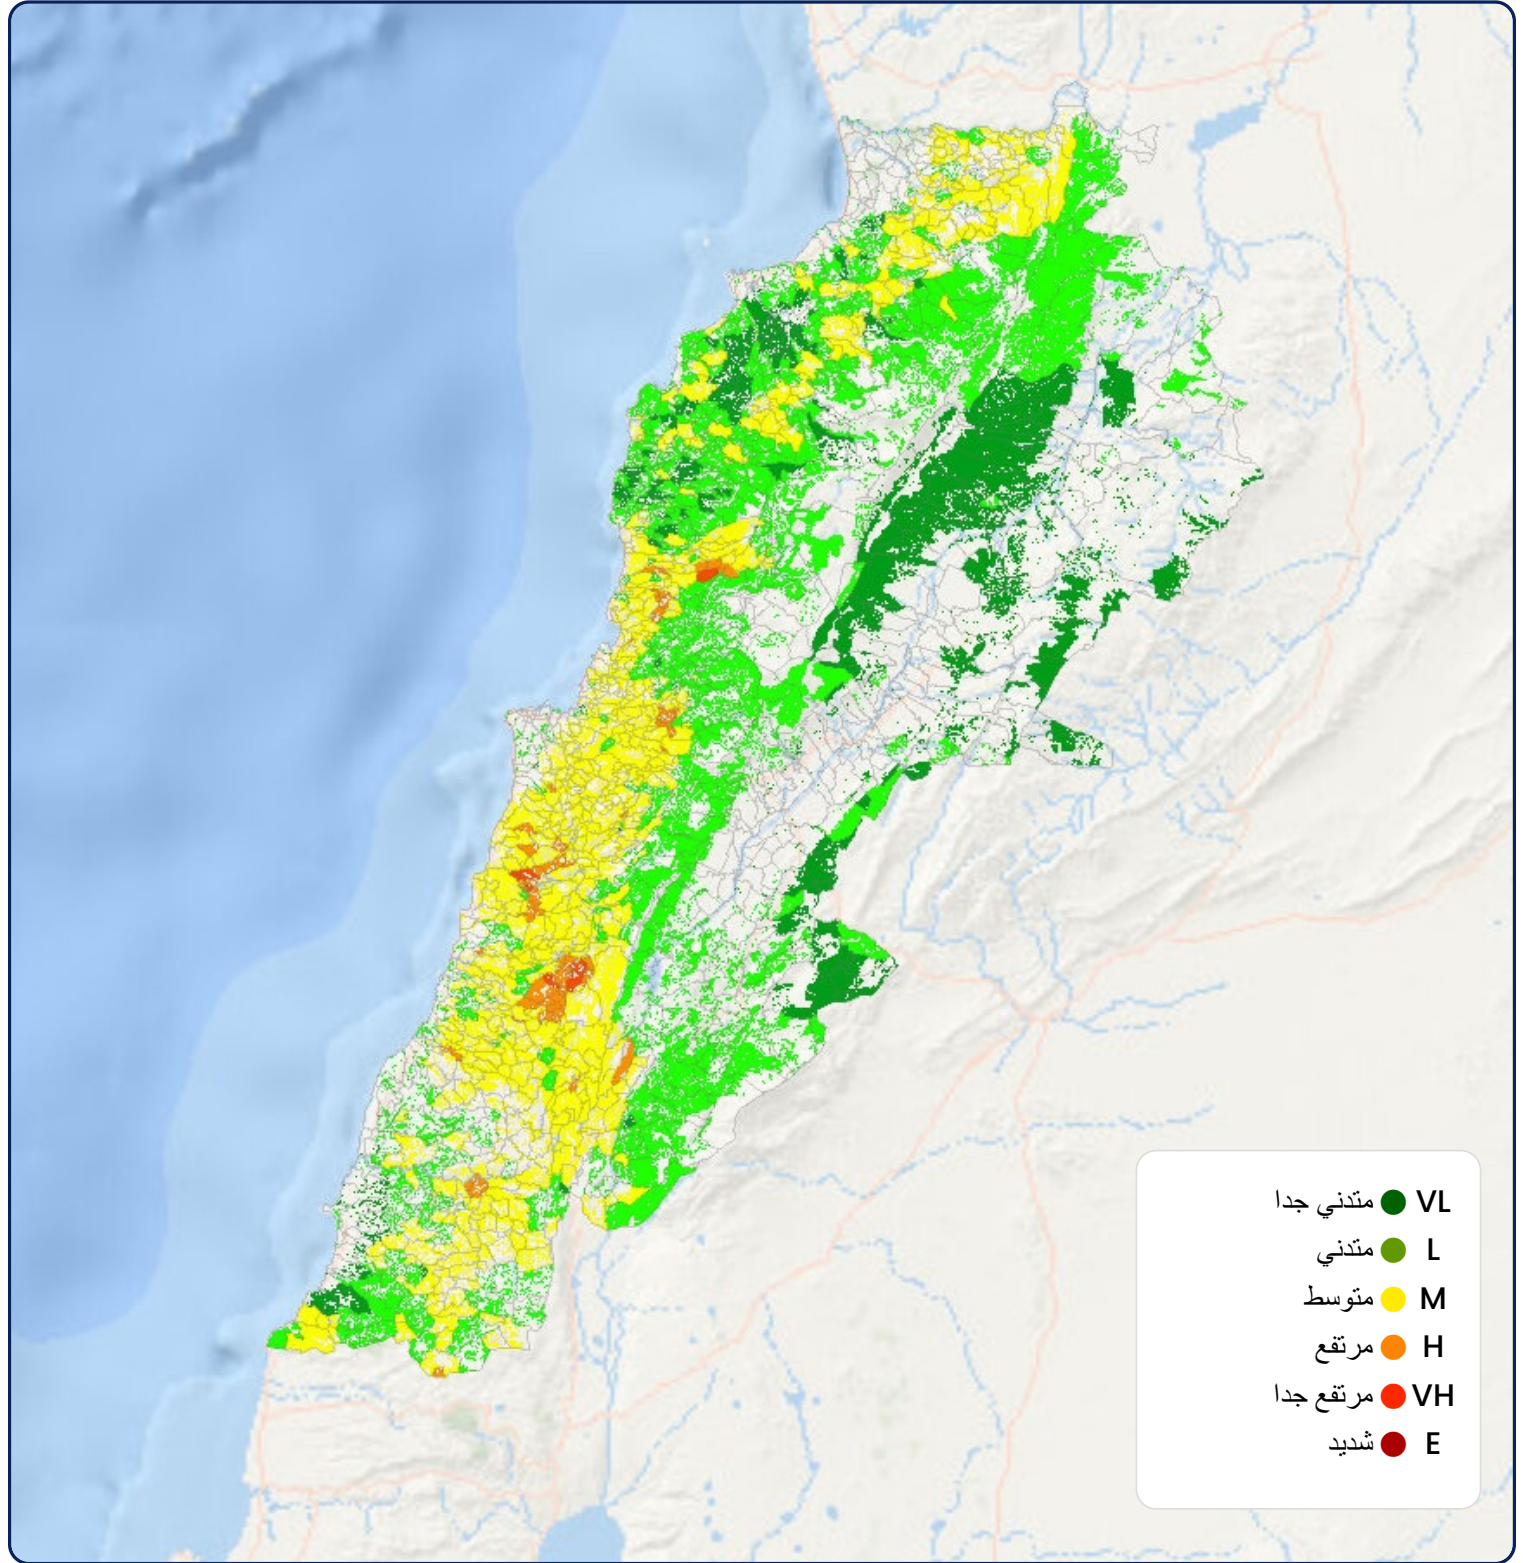 VL متدني جدا
L متدني
M متوسط
H مرتفع
VH مرتفع جدا
E شديد